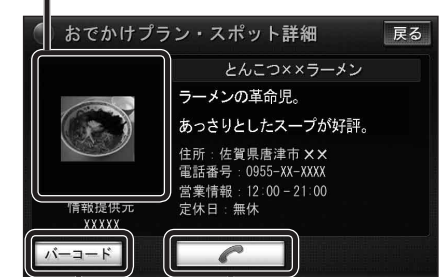 おでかけプラン・スポット詳細
戻る
とんこつ××ラーメン
ラーメンの革命児。
あっさりとしたスープが好評。
住所:佐賀県唐津市××
電話番号:0955-XX-XXXX
営業情報:12:00-21:00
定休日:無休
情報提供元
XXXXX
バーコード